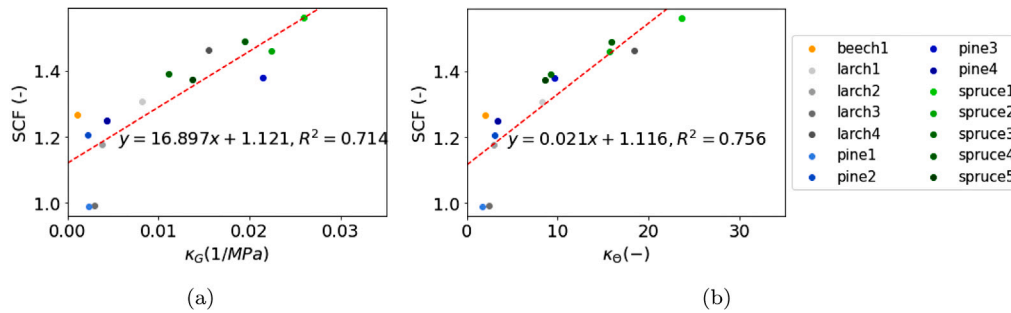 SCF (-)
1.4
1.2
1.0
y = 16.897x + 1.121, R² = 0.714
0.00 0.01 0.02 0.03
κ_G(1/MPa)
(a)
SCF (-)
1.4
1.2
1.0
y = 0.021x + 1.116, R² = 0.756
0 10 20 30
κ_Θ(−)
(b)
beech1
larch1
larch2
larch3
larch4
pine1
pine2
pine3
pine4
spruce1
spruce2
spruce3
spruce4
spruce5